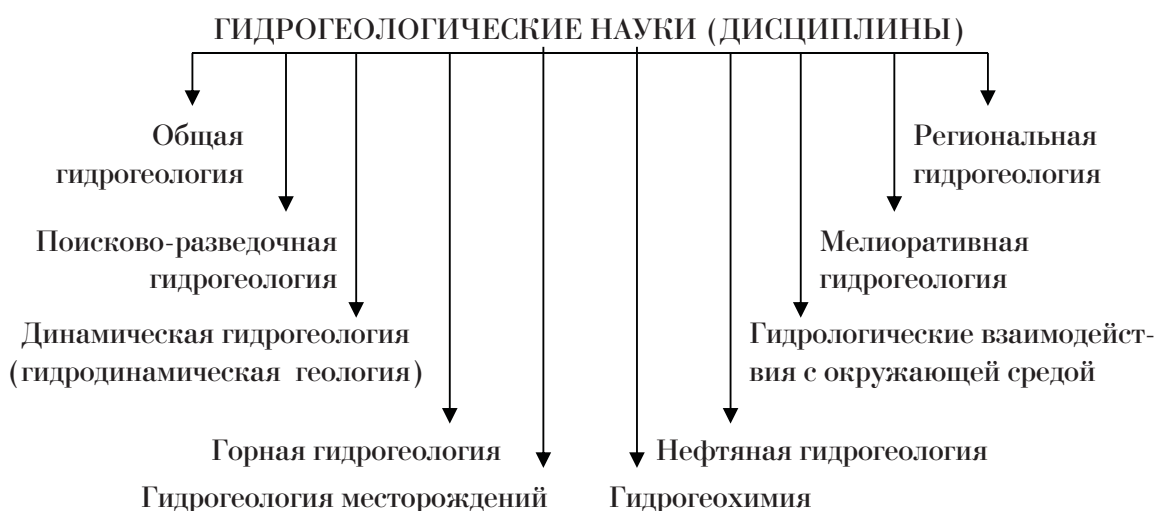 ГИДРОГЕОЛОГИЧЕСКИЕ НАУКИ (ДИСЦИПЛИНЫ)
Общая
гидрогеология
Региональная
гидрогеология
Поисково-разведочная
гидрогеология
Мелиоративная
гидрогеология
Динамическая гидрогеология
(гидродинамическая геология)
Гидрологические взаимодейст-
вия с окружающей средой
Горная гидрогеология
Нефтяная гидрогеология
Гидрогеология месторождений
Гидрогеохимия